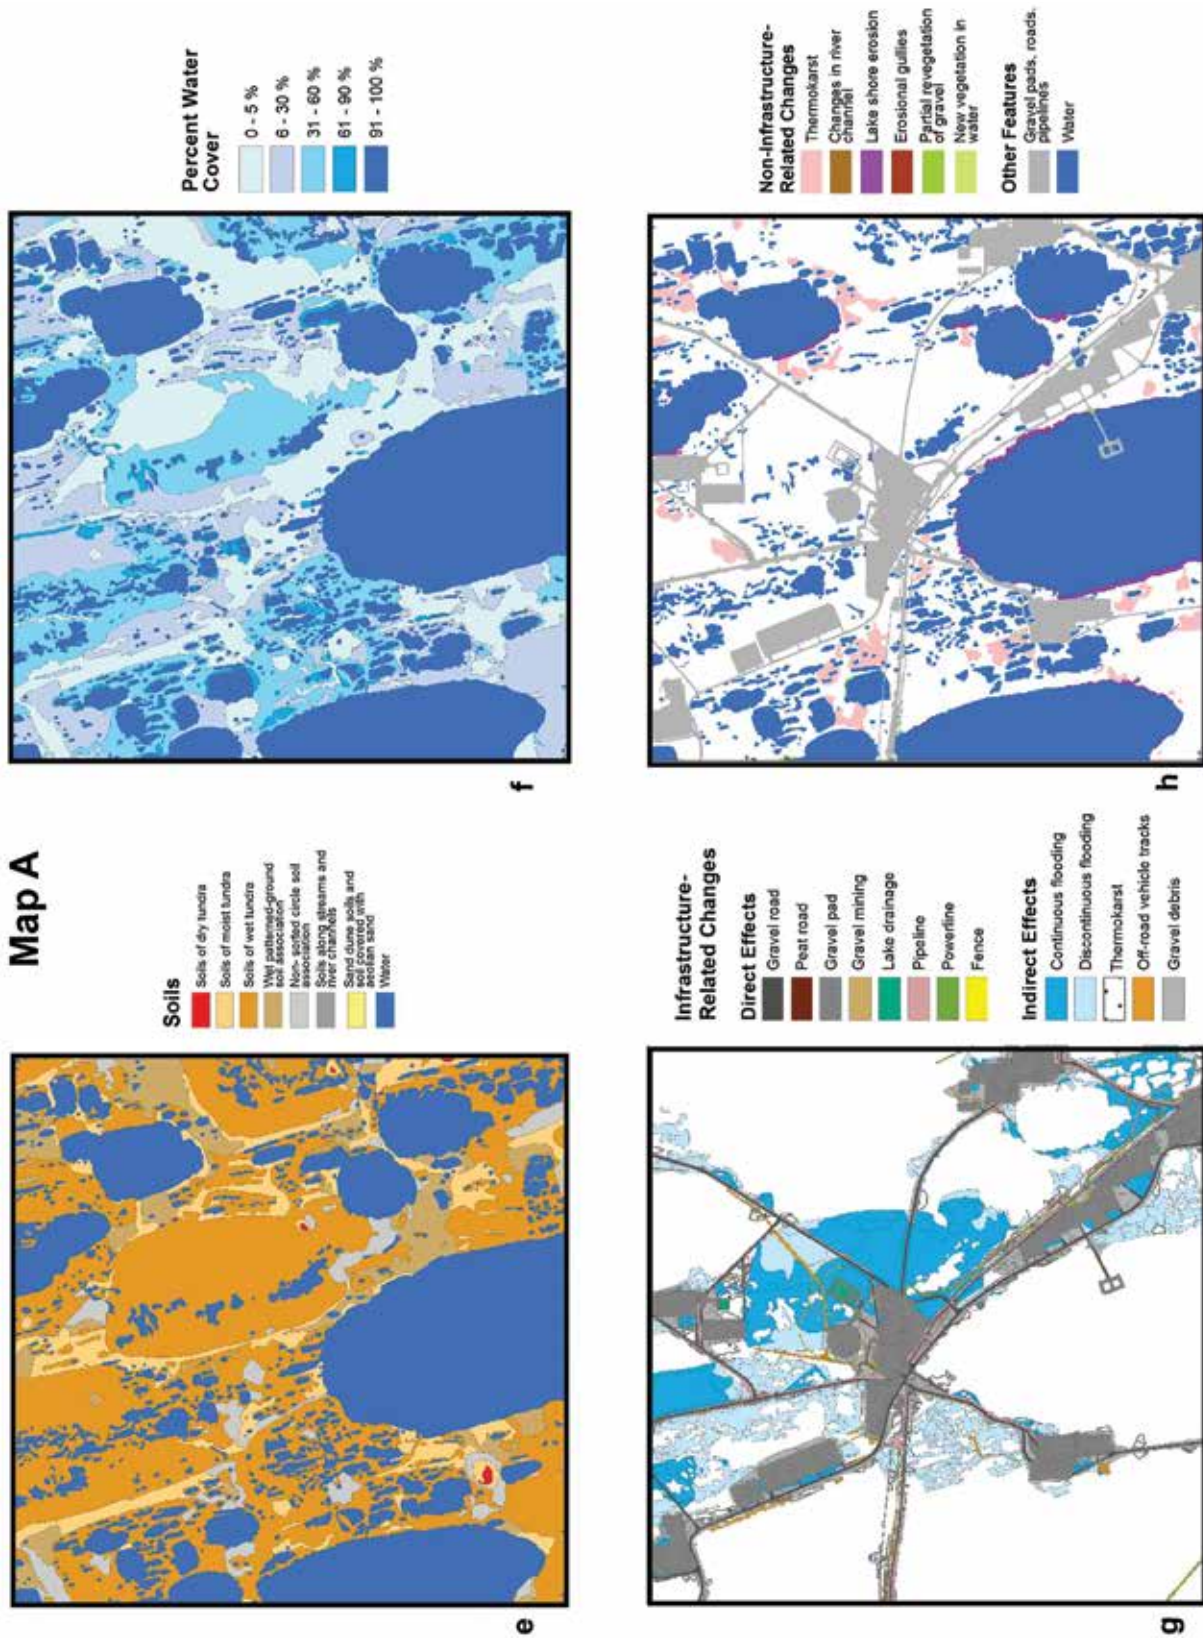 Map A
e
Soils
Soils of dry tundra
Soils of moist tundra
Soils of wet tundra
Wet patterned-ground
soil association
Non- sorted circle soil
association
Soils along streams and
river channels
Sand dune soils and
soil covered with
aeolian sand
Water
f
Percent Water
Cover
0 - 5 %
6 - 30 %
31 - 60 %
61 - 90 %
91 - 100 %
g
Infrastructure-
Related Changes
Direct Effects
Gravel road
Peat road
Gravel pad
Gravel mining
Lake drainage
Pipeline
Powerline
Fence
Indirect Effects
Continuous flooding
Discontinuous flooding
Thermokarst
Off-road vehicle tracks
Gravel debris
h
Non-Infrastructure-
Related Changes
Thermokarst
Changes in river
channel
Lake shore erosion
Erosional gullies
Partial revegetation
of gravel
New vegetation in
water
Other Features
Gravel pads, roads,
pipelines
Water